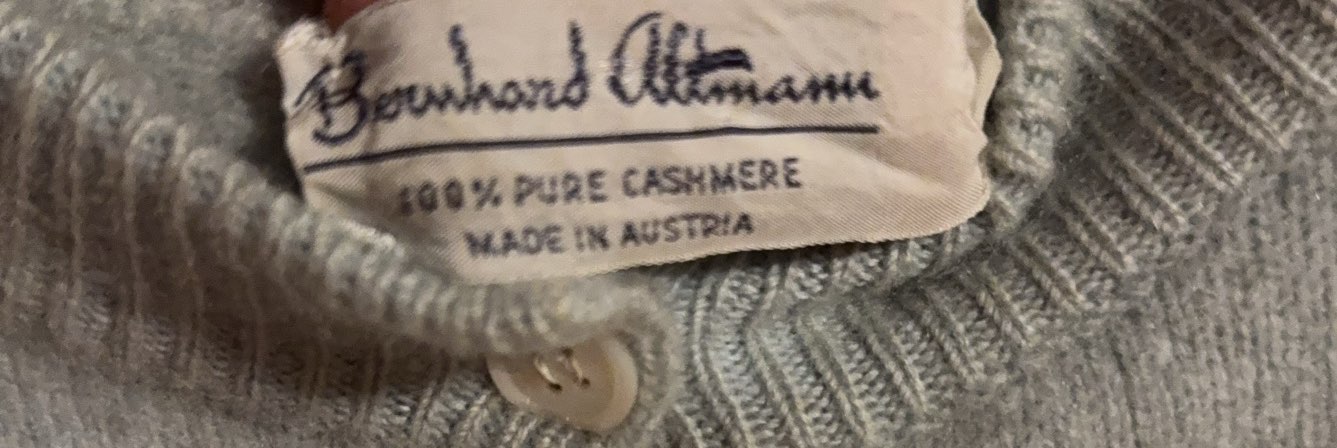 Bernhard Altmann
100% PURE CASHMERE
MADE IN AUSTRIA